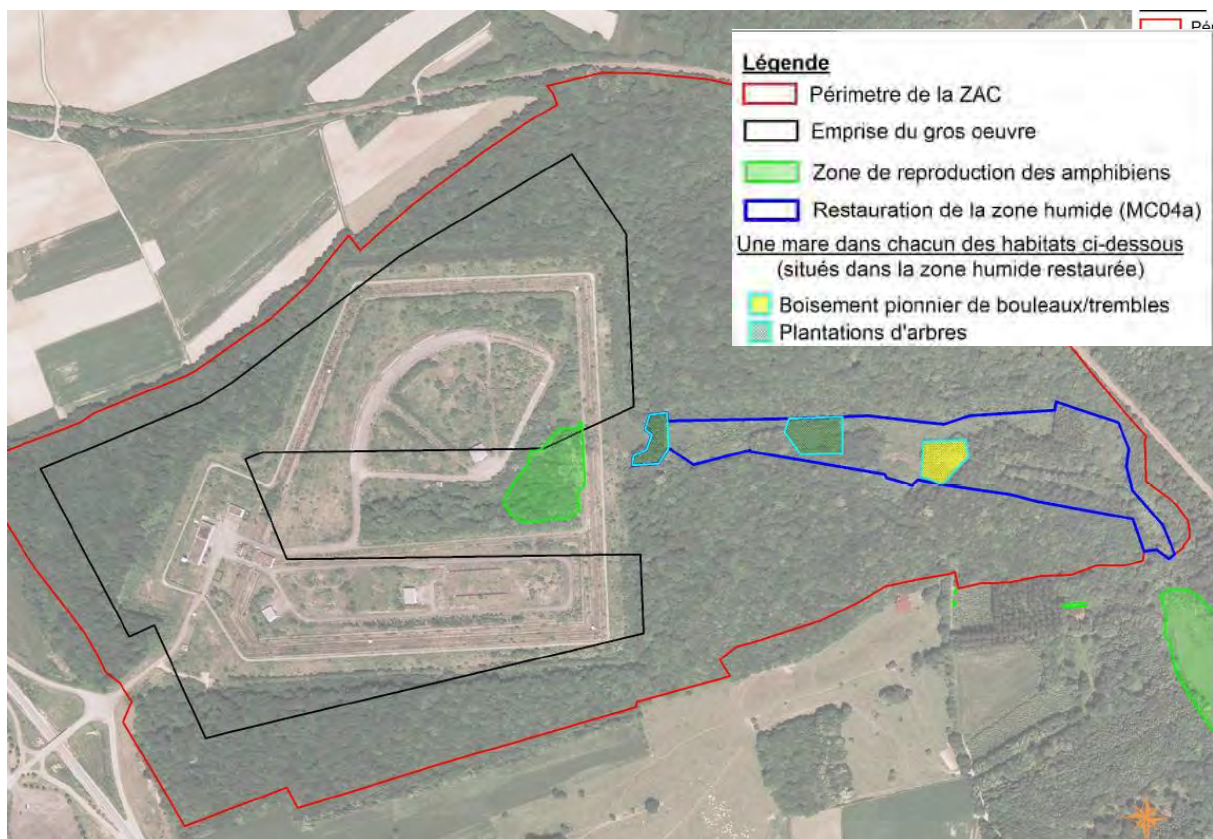 Pér
Légende
Périmetre de la ZAC
Emprise du gros oeuvre
Zone de reproduction des amphibiens
Restauration de la zone humide (MC04a)
Une mare dans chacun des habitats ci-dessous
(situés dans la zone humide restaurée)
Boisement pionnier de bouleaux/trembles
Plantations d'arbres